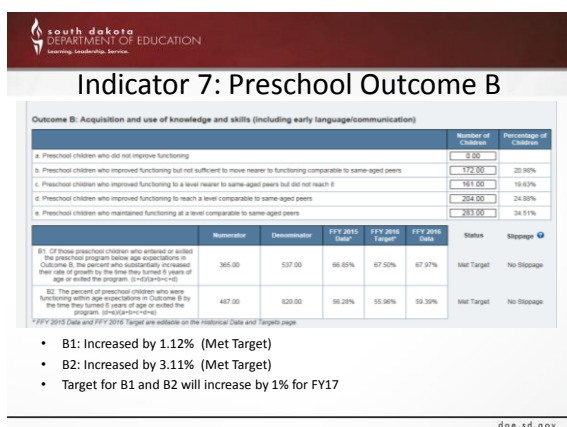 south dakota
DEPARTMENT OF EDUCATION
Learning. Leadership. Service.
Indicator 7: Preschool Outcome B
Outcome B: Acquisition and use of knowledge and skills (including early language/communication)
Number of Children Percentage of Children
a. Preschool children who did not improve functioning 0.00
b. Preschool children who improved functioning but not sufficient to move nearer to functioning comparable to same-aged peers 172.00 20.98%
c. Preschool children who improved functioning to a level nearer to same-aged peers but did not reach it 161.00 19.63%
d. Preschool children who improved functioning to reach a level comparable to same-aged peers 204.00 24.88%
e. Preschool children who maintained functioning at a level comparable to same-aged peers 283.00 34.51%
Numerator Denominator FFY 2015 Data* FFY 2016 Target* FFY 2016 Data Status Slippage
B1. Of those preschool children who entered or exited
the preschool program below age expectations in
Outcome B, the percent who substantially increased
their rate of growth by the time they turned 6 years of
age or exited the program. (c+d)/(a+b+c+d)
365.00 537.00 66.85% 67.50% 67.97% Met Target No Slippage
B2. The percent of preschool children who were
functioning within age expectations in Outcome B by
the time they turned 6 years of age or exited the
program. (d+e)/(a+b+c+d+e)
487.00 820.00 56.28% 55.96% 59.39% Met Target No Slippage
* FFY 2015 Data and FFY 2016 Target are editable on the Historical Data and Targets page.
• B1: Increased by 1.12% (Met Target)
• B2: Increased by 3.11% (Met Target)
• Target for B1 and B2 will increase by 1% for FY17
doe.sd.gov